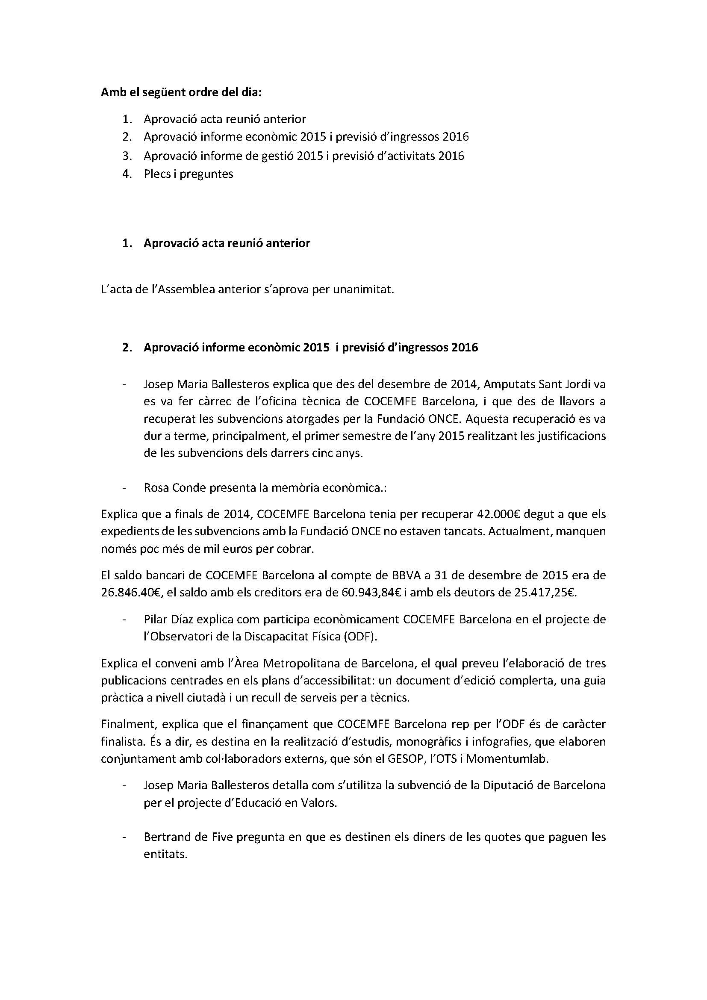 Amb el següent ordre del dia:
1. Aprovació acta reunió anterior
2. Aprovació informe econòmic 2015 i previsió d’ingressos 2016
3. Aprovació informe de gestió 2015 i previsió d’activitats 2016
4. Plecs i preguntes
1. Aprovació acta reunió anterior
L’acta de l’Assemblea anterior s’aprova per unanimitat.
2. Aprovació informe econòmic 2015  i previsió d’ingressos 2016
- Josep Maria Ballesteros explica que des del desembre de 2014, Amputats Sant Jordi va
es va fer càrrec de l’oficina tècnica de COCEMFE Barcelona, i que des de llavors a
recuperat les subvencions atorgades per la Fundació ONCE. Aquesta recuperació es va
dur a terme, principalment, el primer semestre de l’any 2015 realitzant les justificacions
de les subvencions dels darrers cinc anys.
- Rosa Conde presenta la memòria econòmica.:
Explica que a finals de 2014, COCEMFE Barcelona tenia per recuperar 42.000€ degut a que els
expedients de les subvencions amb la Fundació ONCE no estaven tancats. Actualment, manquen
només poc més de mil euros per cobrar.
El saldo bancari de COCEMFE Barcelona al compte de BBVA a 31 de desembre de 2015 era de
26.846.40€, el saldo amb els creditors era de 60.943,84€ i amb els deutors de 25.417,25€.
- Pilar Díaz explica com participa econòmicament COCEMFE Barcelona en el projecte de
l’Observatori de la Discapacitat Física (ODF).
Explica el conveni amb l’Àrea Metropolitana de Barcelona, el qual preveu l’elaboració de tres
publicacions centrades en els plans d’accessibilitat: un document d’edició complerta, una guia
pràctica a nivell ciutadà i un recull de serveis per a tècnics.
Finalment, explica que el finançament que COCEMFE Barcelona rep per l’ODF és de caràcter
finalista. És a dir, es destina en la realització d’estudis, monogràfics i infografies, que elaboren
conjuntament amb col·laboradors externs, que són el GESOP, l’OTS i Momentumlab.
- Josep Maria Ballesteros detalla com s’utilitza la subvenció de la Diputació de Barcelona
per el projecte d’Educació en Valors.
- Bertrand de Five pregunta en que es destinen els diners de les quotes que paguen les
entitats.